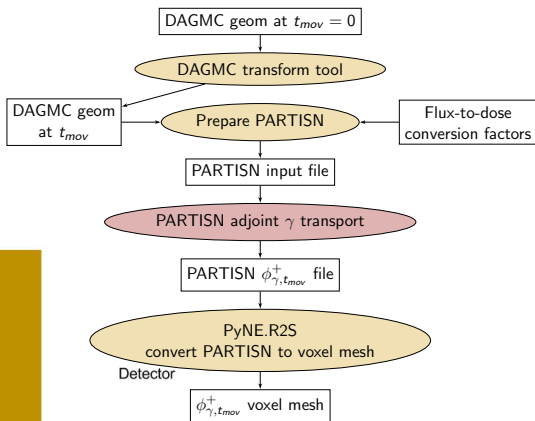 DAGMC geom at t_mov = 0
DAGMC transform tool
DAGMC geom
at t_mov
Prepare PARTISN
Flux-to-dose
conversion factors
PARTISN input file
PARTISN adjoint γ transport
PARTISN ϕ⁺_γ,t_mov file
PyNE.R2S
convert PARTISN to voxel mesh
Detector
ϕ⁺_γ,t_mov voxel mesh